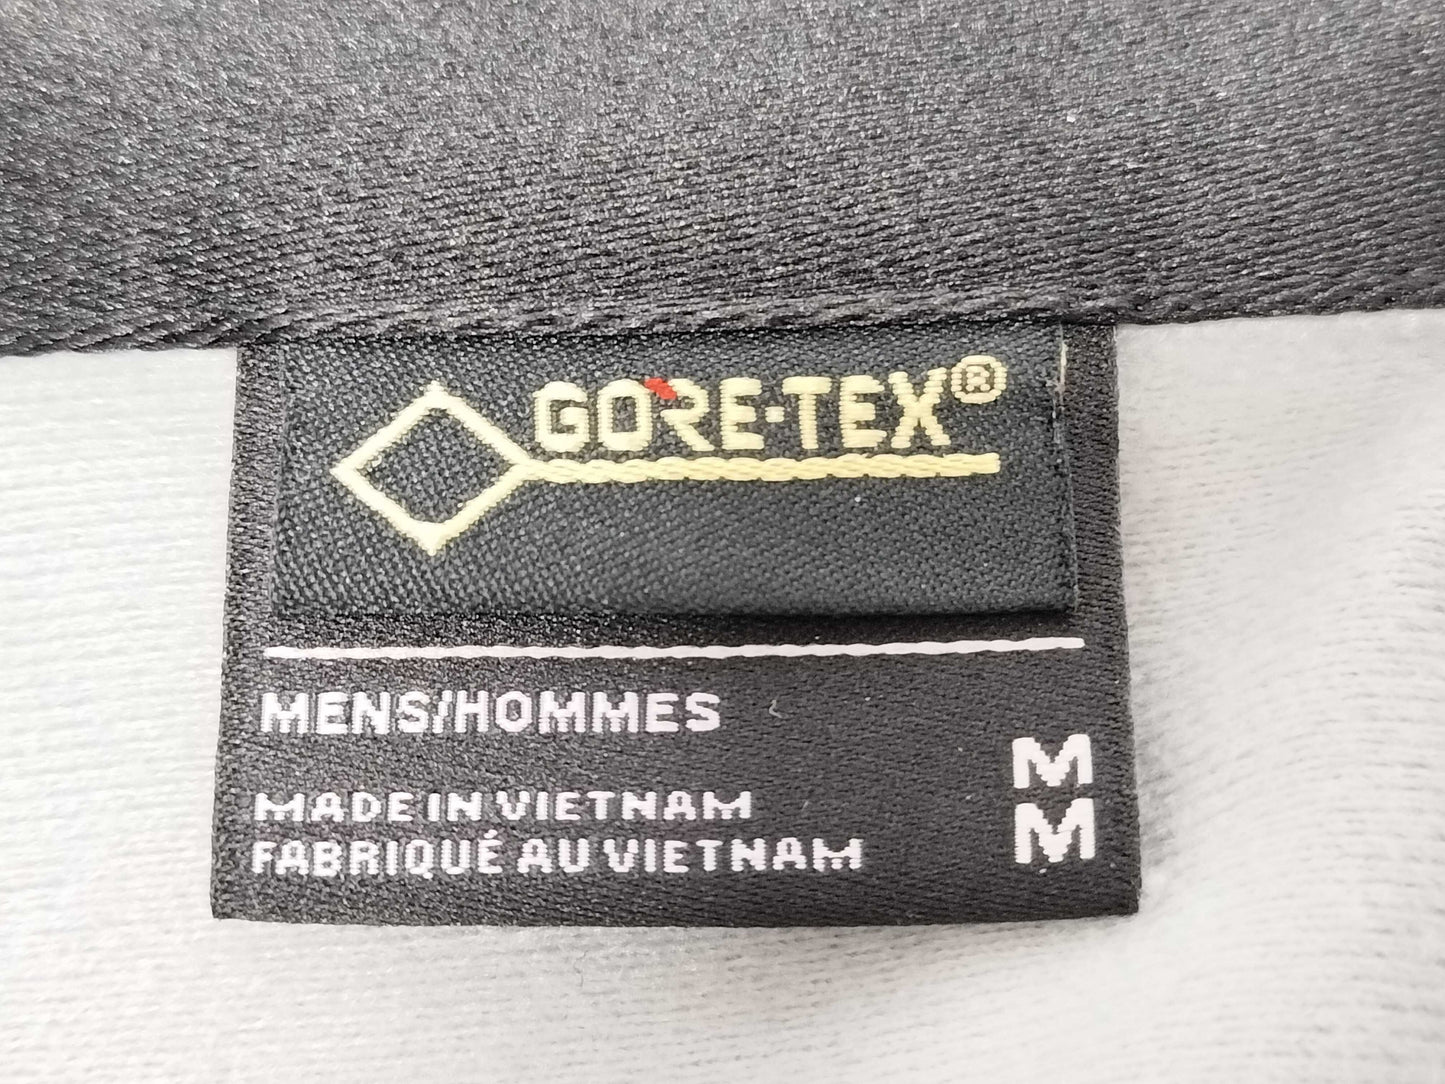 GORE-TEX®
MENS/HOMMES
M
MADE IN VIETNAM
M
FABRIQUÉ AU VIETNAM